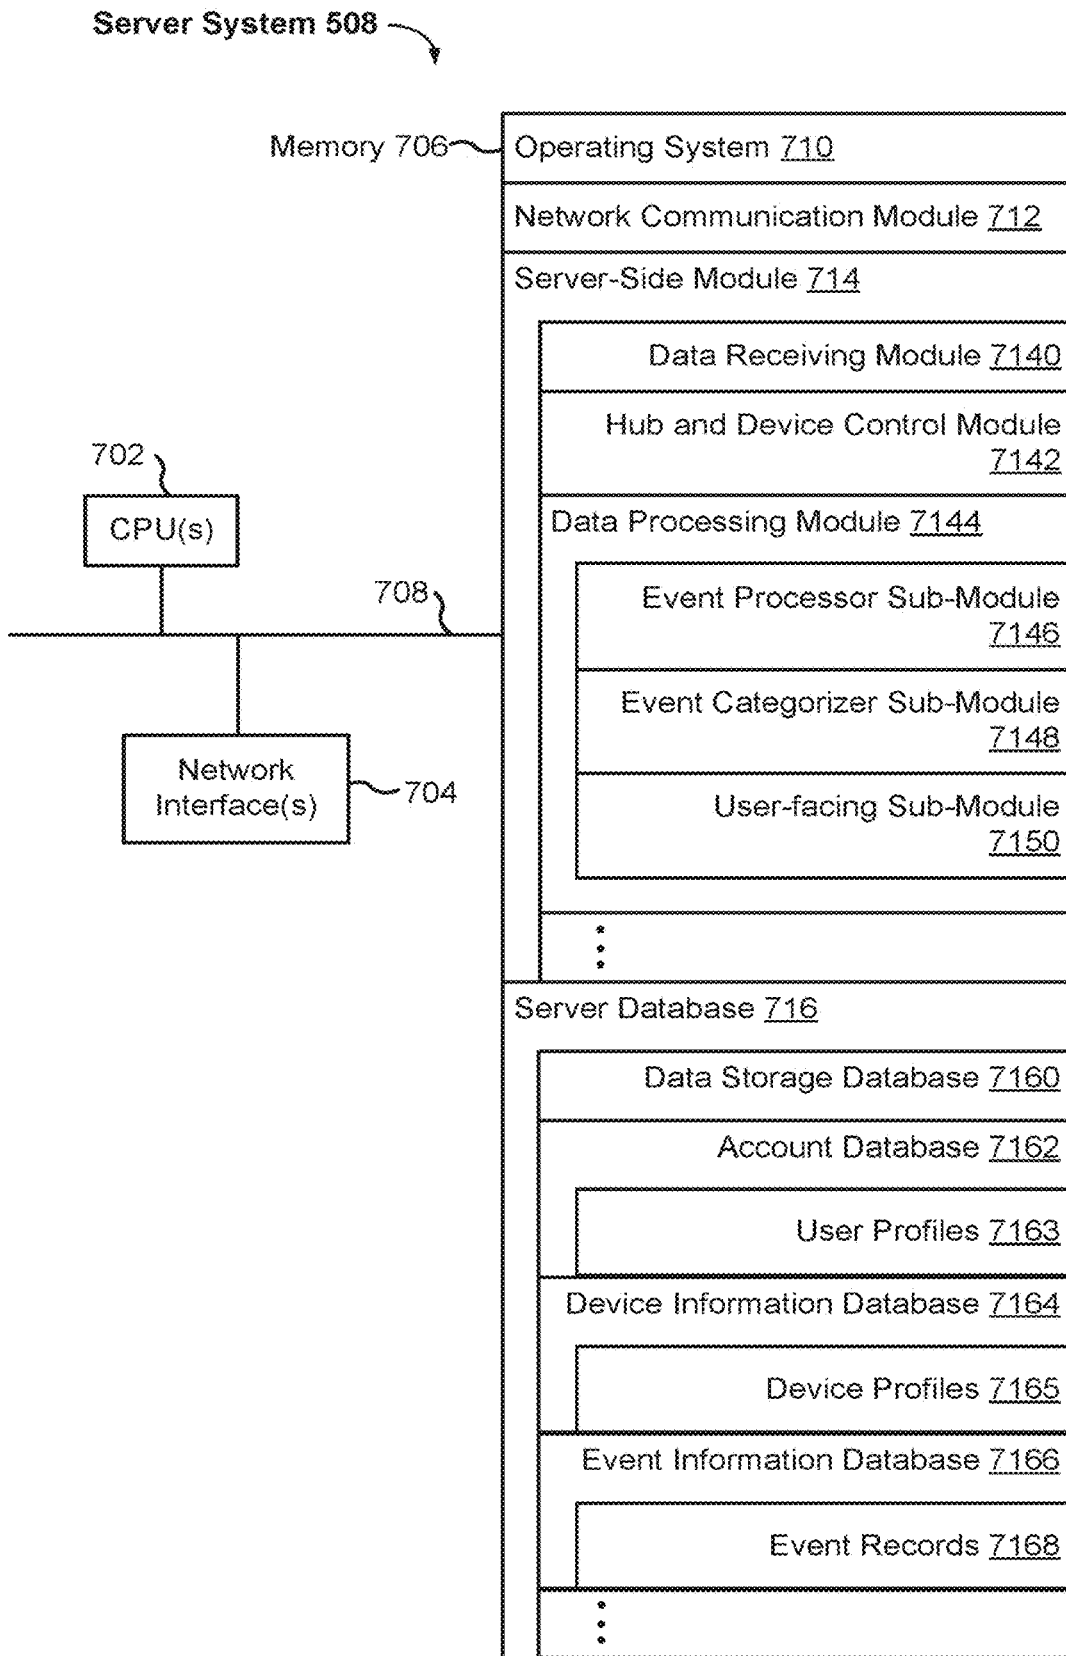 Server System 508
Memory 706
Operating System 710
Network Communication Module 712
Server-Side Module 714
Data Receiving Module 7140
Hub and Device Control Module
7142
Data Processing Module 7144
Event Processor Sub-Module
7146
Event Categorizer Sub-Module
7148
User-facing Sub-Module
7150
702
CPU(s)
708
Network
Interface(s)
704
Server Database 716
Data Storage Database 7160
Account Database 7162
User Profiles 7163
Device Information Database 7164
Device Profiles 7165
Event Information Database 7166
Event Records 7168